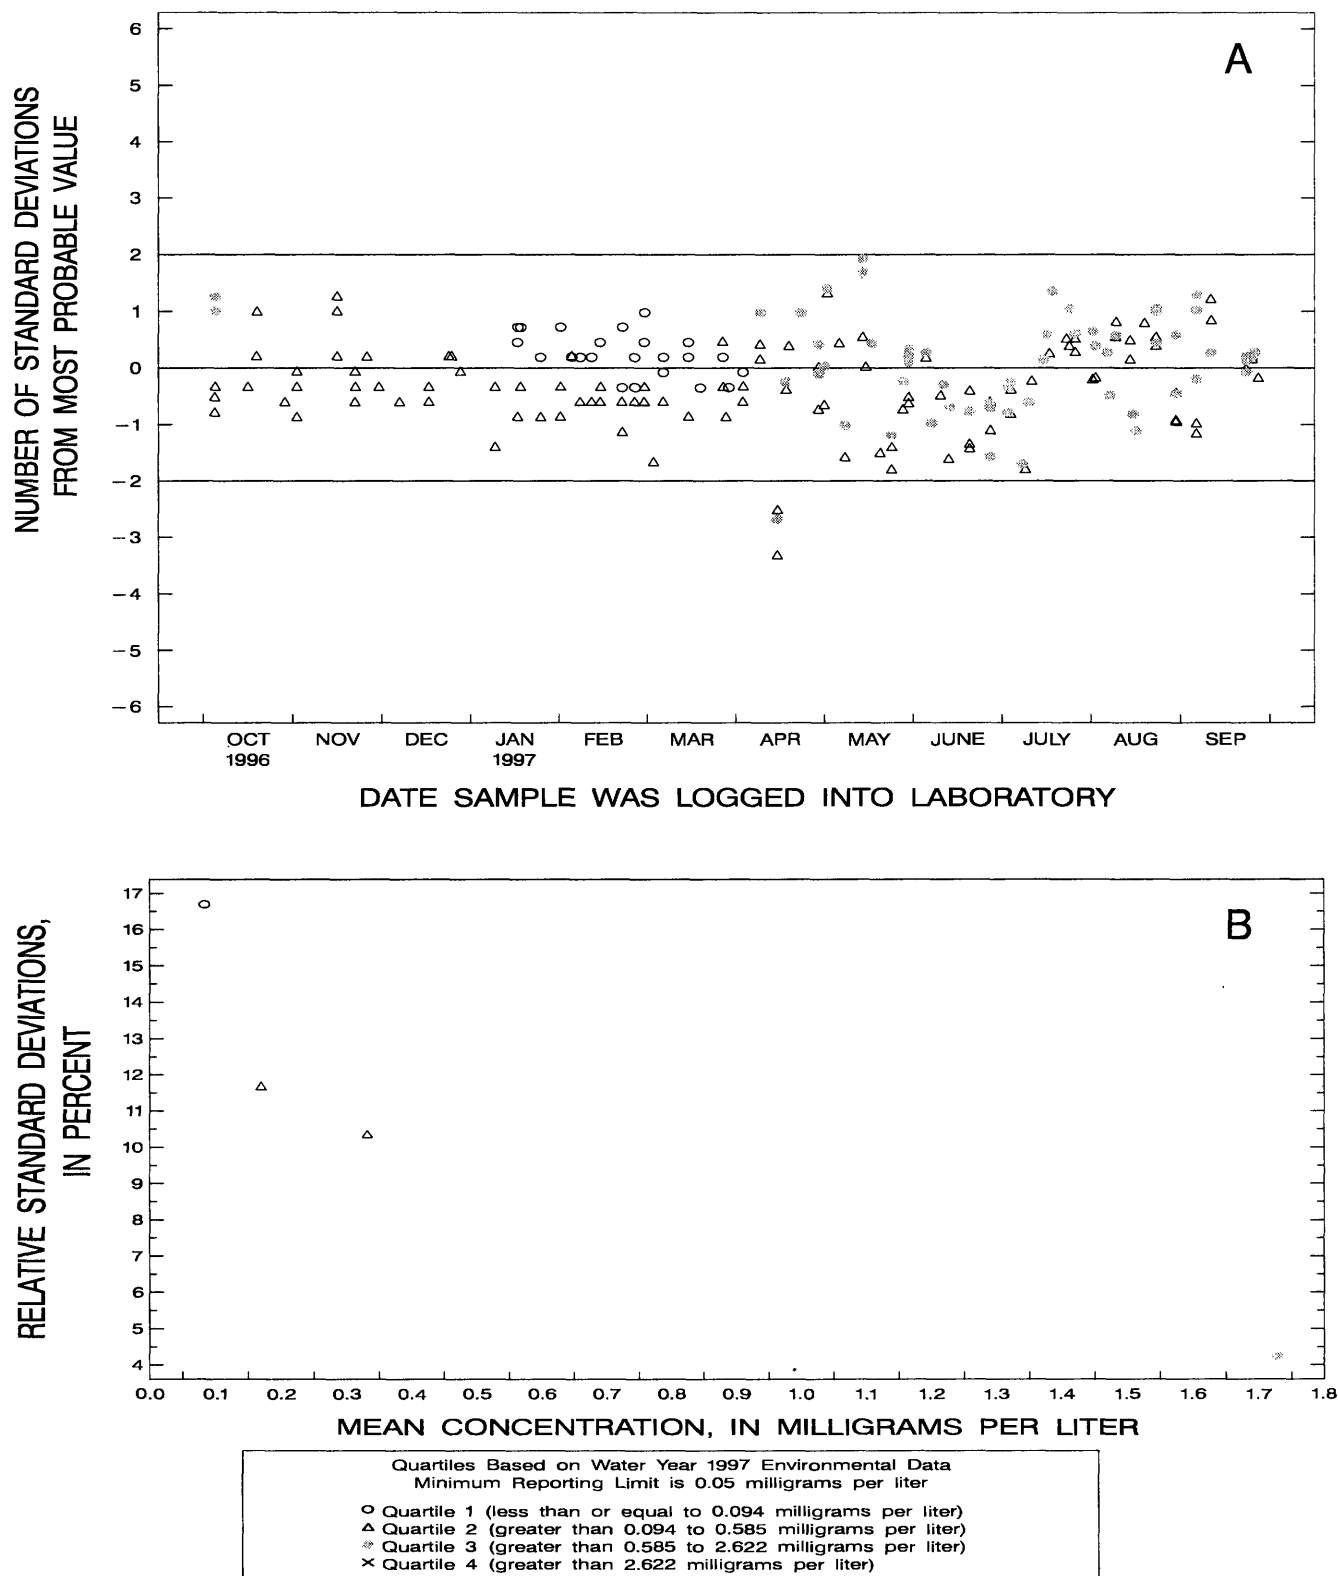 A
NUMBER OF STANDARD DEVIATIONS
FROM MOST PROBABLE VALUE
6
5
4
3
2
1
0
−1
−2
−3
−4
−5
−6
OCT NOV DEC JAN FEB MAR APR MAY JUNE JULY AUG SEP
1996 1997
DATE SAMPLE WAS LOGGED INTO LABORATORY
B
RELATIVE STANDARD DEVIATIONS,
IN PERCENT
17
16
15
14
13
12
11
10
9
8
7
6
5
4
0.0 0.1 0.2 0.3 0.4 0.5 0.6 0.7 0.8 0.9 1.0 1.1 1.2 1.3 1.4 1.5 1.6 1.7 1.8
MEAN CONCENTRATION, IN MILLIGRAMS PER LITER
Quartiles Based on Water Year 1997 Environmental Data
Minimum Reporting Limit is 0.05 milligrams per liter
Quartile 1 (less than or equal to 0.094 milligrams per liter)
Quartile 2 (greater than 0.094 to 0.585 milligrams per liter)
Quartile 3 (greater than 0.585 to 2.622 milligrams per liter)
Quartile 4 (greater than 2.622 milligrams per liter)